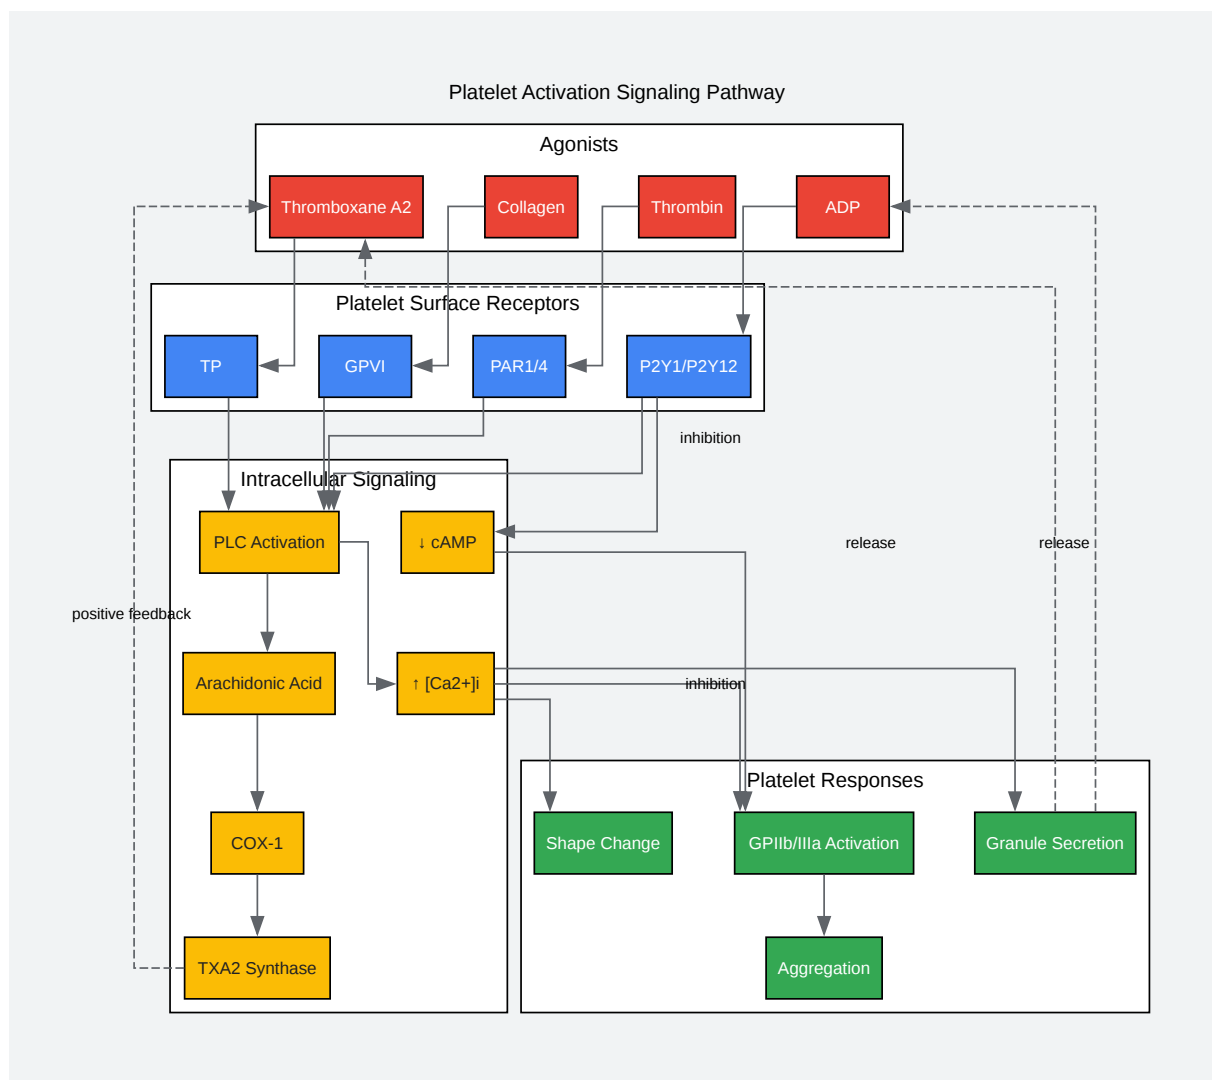 Platelet Activation Signaling Pathway
Agonists
Thromboxane A2
Collagen
Thrombin
ADP
Platelet Surface Receptors
TP
GPVI
PAR1/4
P2Y1/P2Y12
inhibition
Intracellular Signaling
PLC Activation
↓ cAMP
release
release
positive feedback
Arachidonic Acid
↑ [Ca2+]i
inhibition
Platelet Responses
COX-1
Shape Change
GPIIb/IIIa Activation
Granule Secretion
TXA2 Synthase
Aggregation